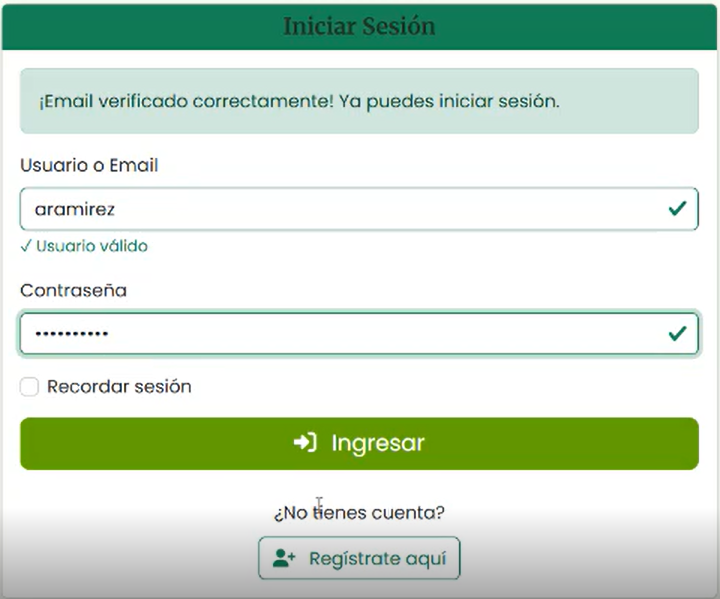 Iniciar Sesión
¡Email verificado correctamente! Ya puedes iniciar sesión.
Usuario o Email
aramirez
✓ Usuario válido
Contraseña
••••••••••
Recordar sesión
Ingresar
¿No tienes cuenta?
Regístrate aquí